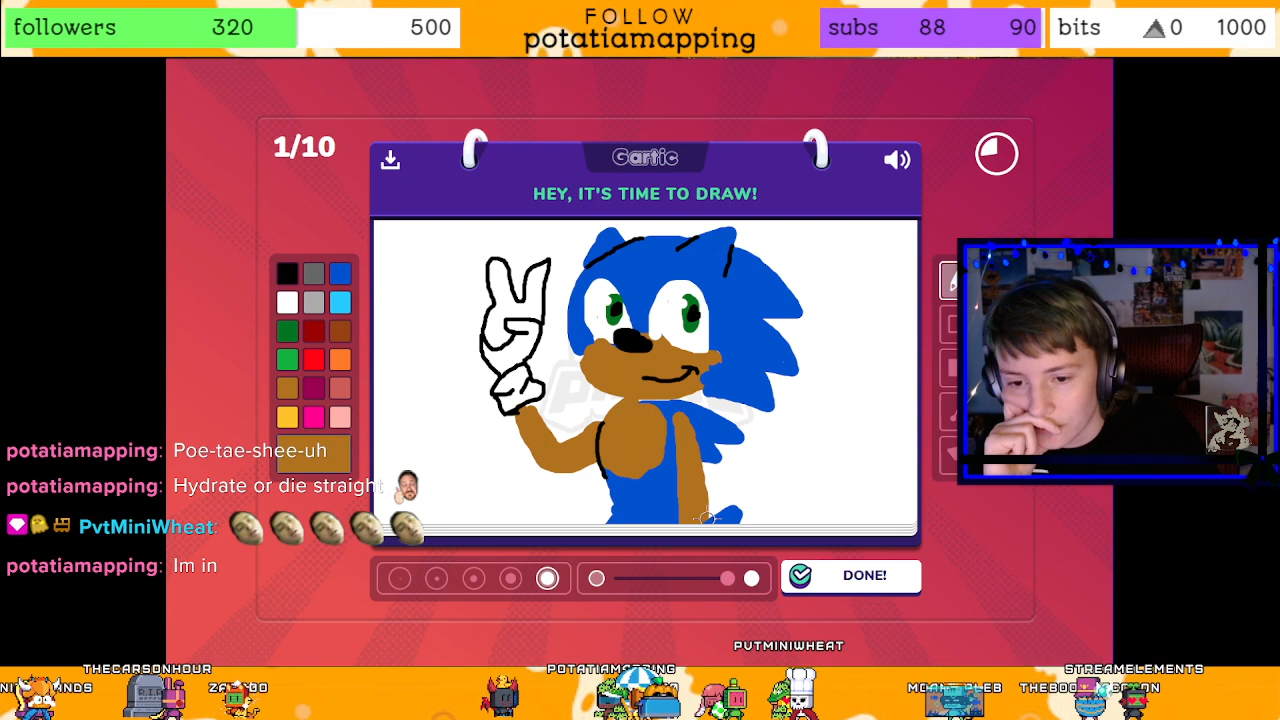 followers 320 500
FOLLOW
potatiamapping
subs 88 90
bits 0 1000
1/10
Gartic
HEY, IT'S TIME TO DRAW!
potatiamapping: Poe-tae-shee-uh
potatiamapping: Hydrate or die straight
PvtMiniWheat:
potatiamapping: Im in
DONE!
PVTMINIWHEAT
THECARSONHOUR
POTATIAMAPPING
STREAMELEMENTS
R.I.P